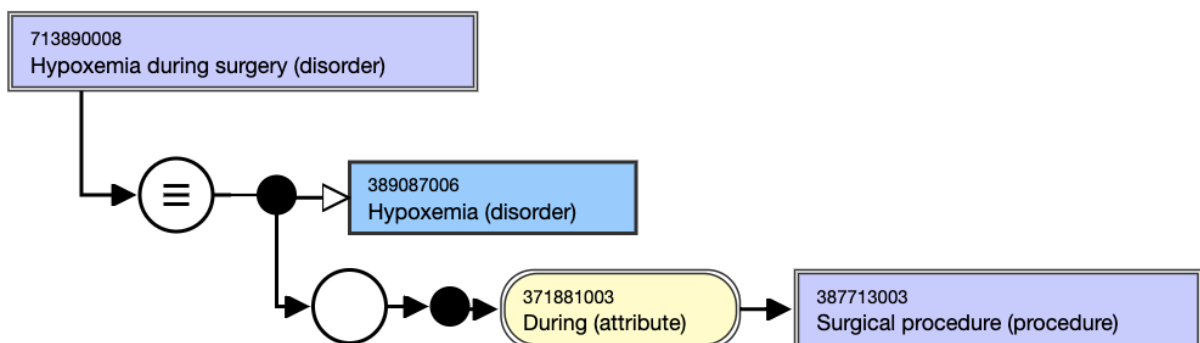 713890008
Hypoxemia during surgery (disorder)
389087006
Hypoxemia (disorder)
371881003
During (attribute)
387713003
Surgical procedure (procedure)